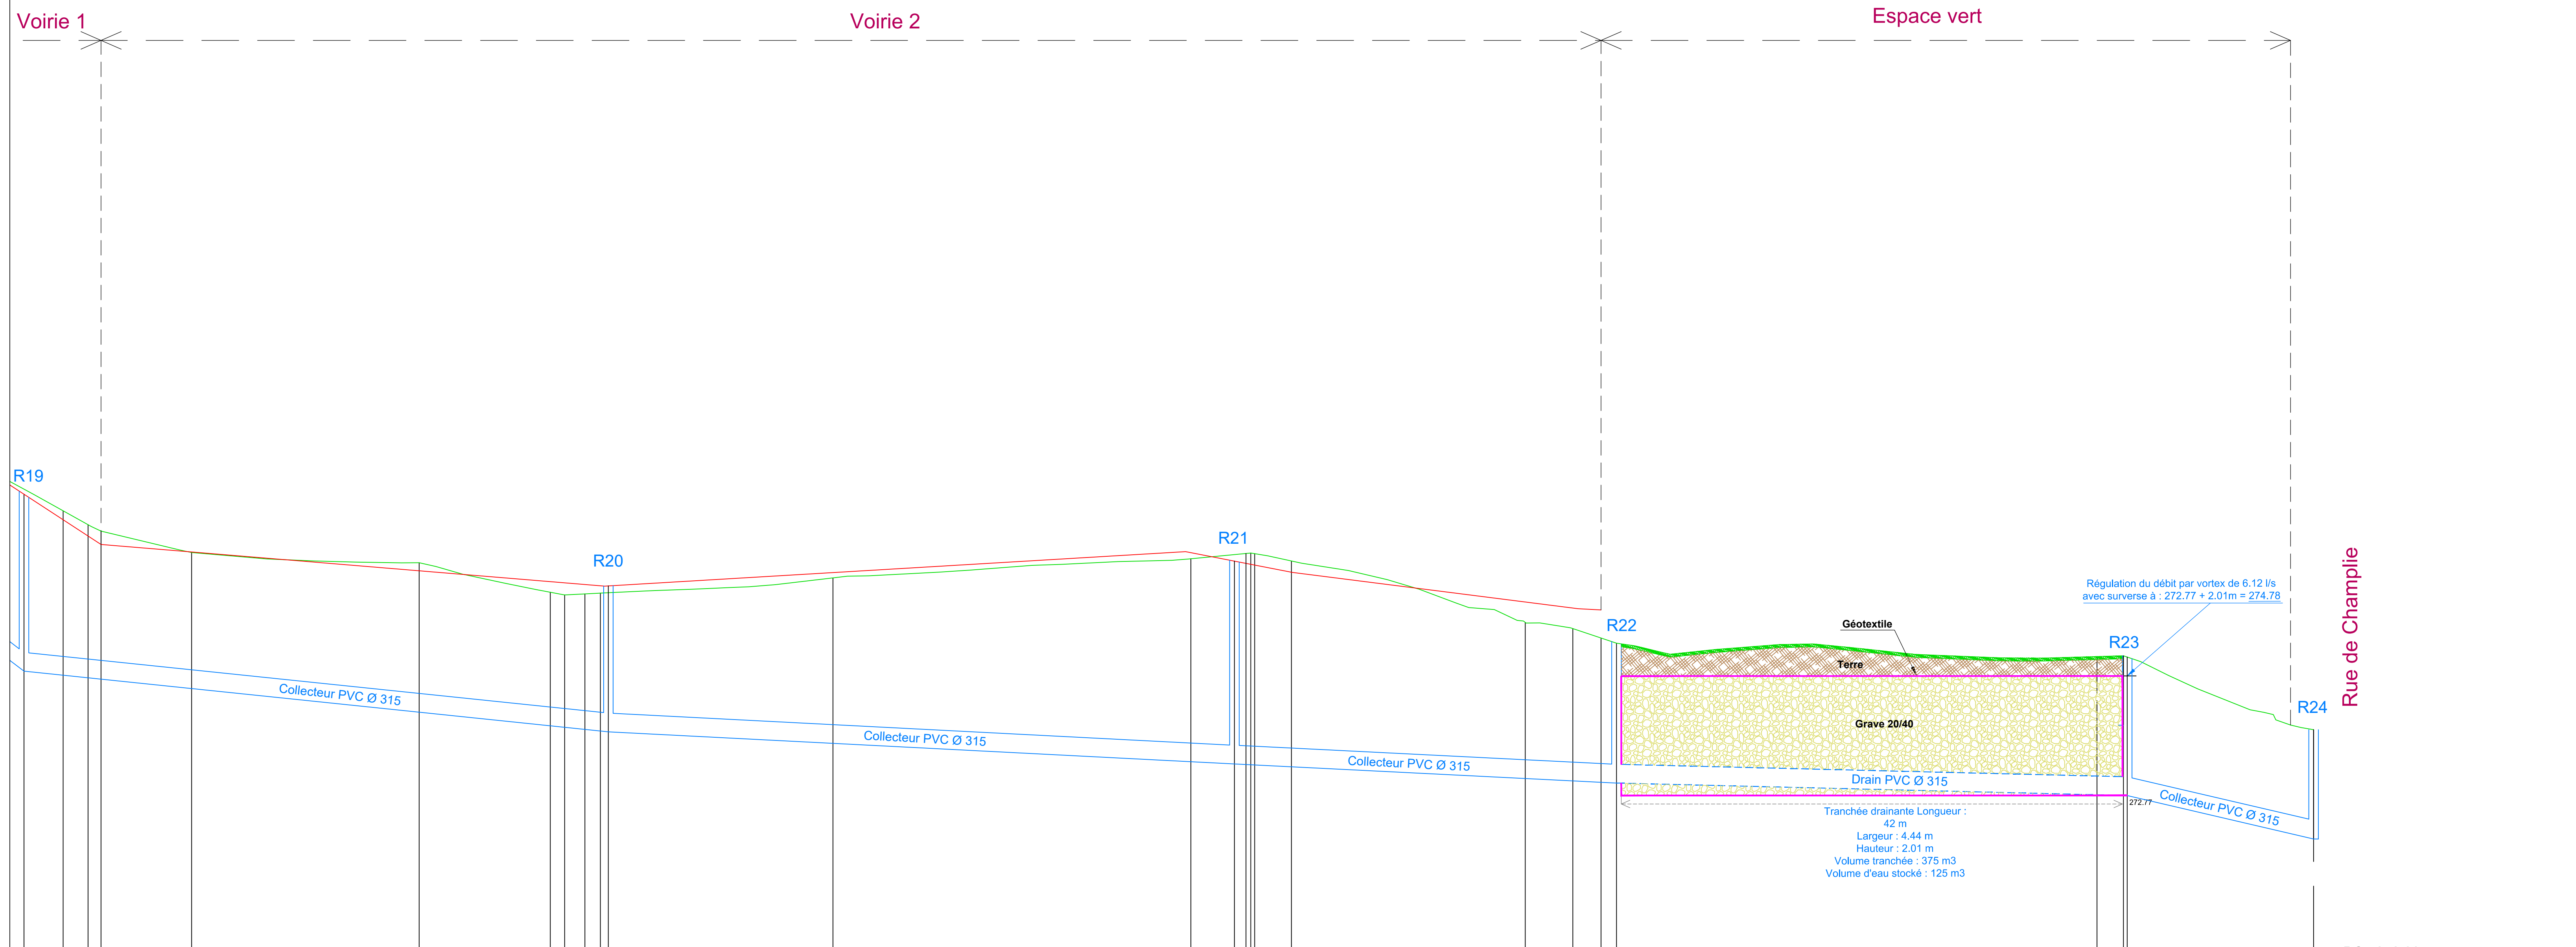 Voirie 1
Voirie 2
Espace vert
R19
R20
R21
R22
R23
R24
Rue de Champlie
Régulation du débit par vortex de 6.12 l/s
avec surverse à : 272.77 + 2.01m = 274.78
Géotextile
Terre
Grave 20/40
Collecteur PVC Ø 315
Collecteur PVC Ø 315
Collecteur PVC Ø 315
Drain PVC Ø 315
Collecteur PVC Ø 315
272.77
Tranchée drainante Longueur :
42 m
Largeur : 4.44 m
Hauteur : 2.01 m
Volume tranchée : 375 m3
Volume d'eau stocké : 125 m3